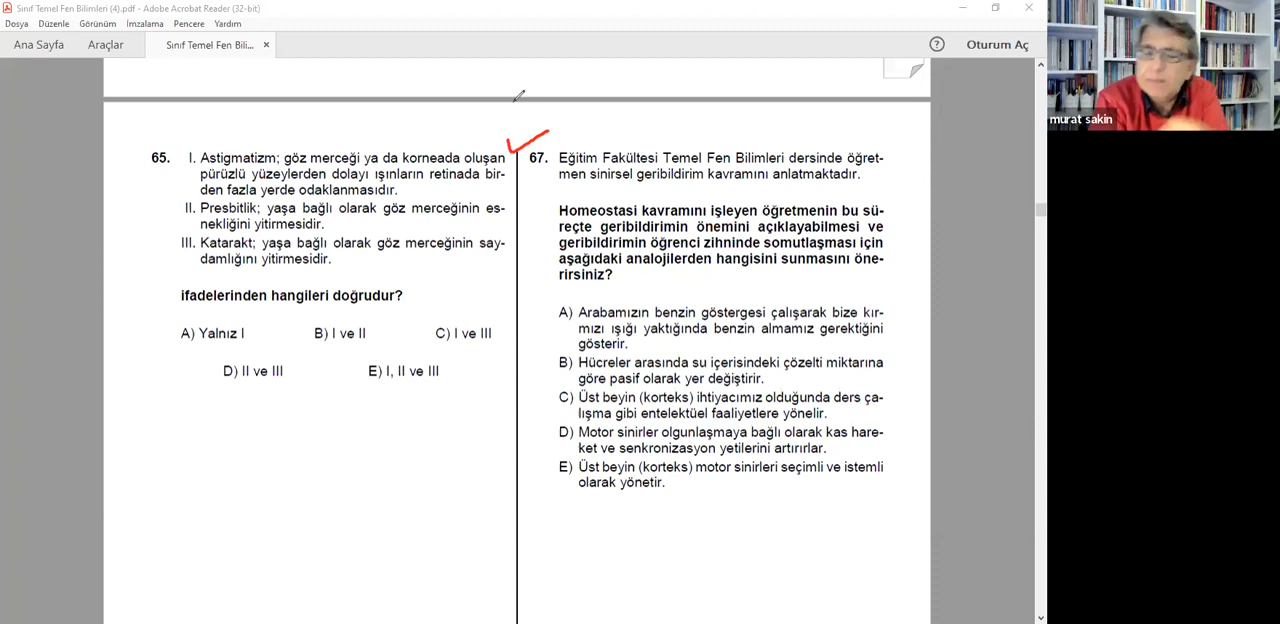 Sınıf Temel Fen Bilimleri (4).pdf - Adobe Acrobat Reader (32-bit)
Dosya Düzenle Görünüm İmzalama Pencere Yardım
Ana Sayfa Araçlar Sınıf Temel Fen Bili... × ? Oturum Aç
murat sakin
65. I. Astigmatizm; göz merceği ya da korneada oluşan
pürüzlü yüzeylerden dolayı ışınların retinada bir-
den fazla yerde odaklanmasıdır.
II. Presbitlik; yaşa bağlı olarak göz merceğinin es-
nekliğini yitirmesidir.
III. Katarakt; yaşa bağlı olarak göz merceğinin say-
damlığını yitirmesidir.
ifadelerinden hangileri doğrudur?
A) Yalnız I B) I ve II C) I ve III
D) II ve III E) I, II ve III
67. Eğitim Fakültesi Temel Fen Bilimleri dersinde öğret-
men sinirsel geribildirim kavramını anlatmaktadır.
Homeostasi kavramını işleyen öğretmenin bu sü-
reçte geribildirimin önemini açıklayabilmesi ve
geribildirimin öğrenci zihninde somutlaşması için
aşağıdaki analojilerden hangisini sunmasını öne-
rirsiniz?
A) Arabamızın benzin göstergesi çalışarak bize kır-
mızı ışığı yaktığında benzin almamız gerektiğini
gösterir.
B) Hücreler arasında su içerisindeki çözelti miktarına
göre pasif olarak yer değiştirir.
C) Üst beyin (korteks) ihtiyacımız olduğunda ders ça-
lışma gibi entelektüel faaliyetlere yönelir.
D) Motor sinirler olgunlaşmaya bağlı olarak kas hare-
ket ve senkronizasyon yetilerini artırırlar.
E) Üst beyin (korteks) motor sinirleri seçimli ve istemli
olarak yönetir.